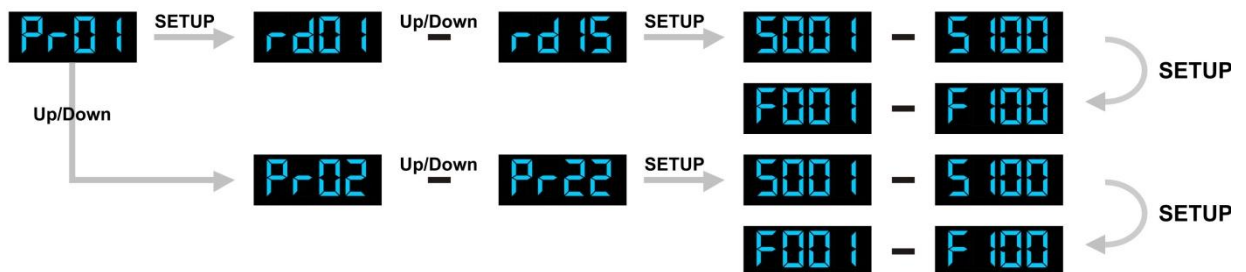 Pr01 SETUP rd01 Up/Down rd15 SETUP S001 - S100
SETUP
F001 - F100
Up/Down
Pr02 Up/Down Pr22 SETUP S001 - S100
SETUP
F001 - F100